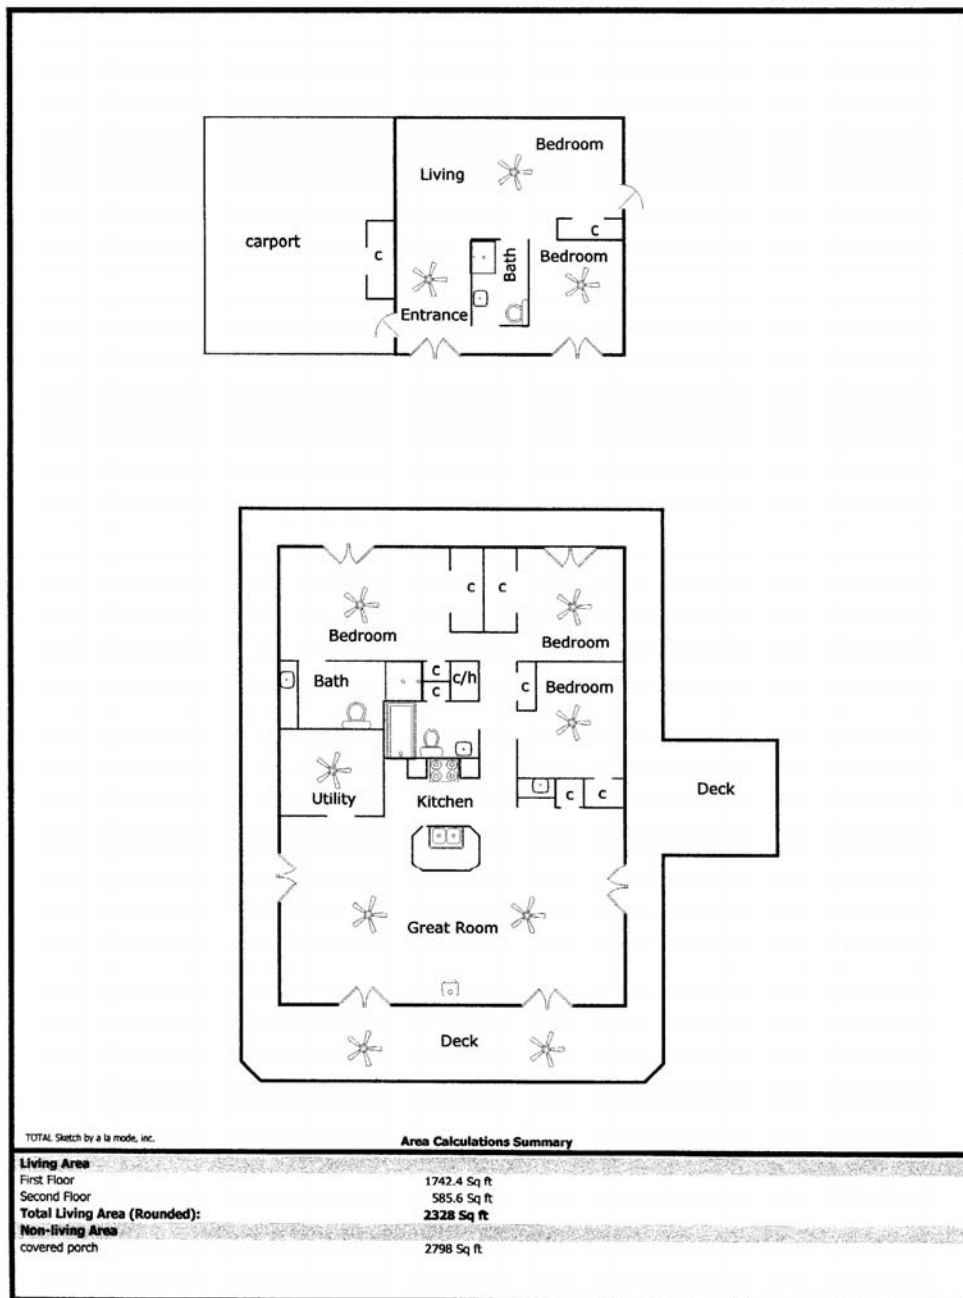 Bedroom
Living
carport
C
C
Bedroom
Bath
Entrance
C
C
Bedroom
Bedroom
Bath
C
c/h
C
C
Bedroom
Utility
Kitchen
C
C
Deck
Great Room
Deck
TOTAL Sketch by a la mode, inc.
Area Calculations Summary
Living Area
First Floor 1742.4 Sq ft
Second Floor 585.6 Sq ft
Total Living Area (Rounded): 2328 Sq ft
Non-living Area
covered porch 2798 Sq ft